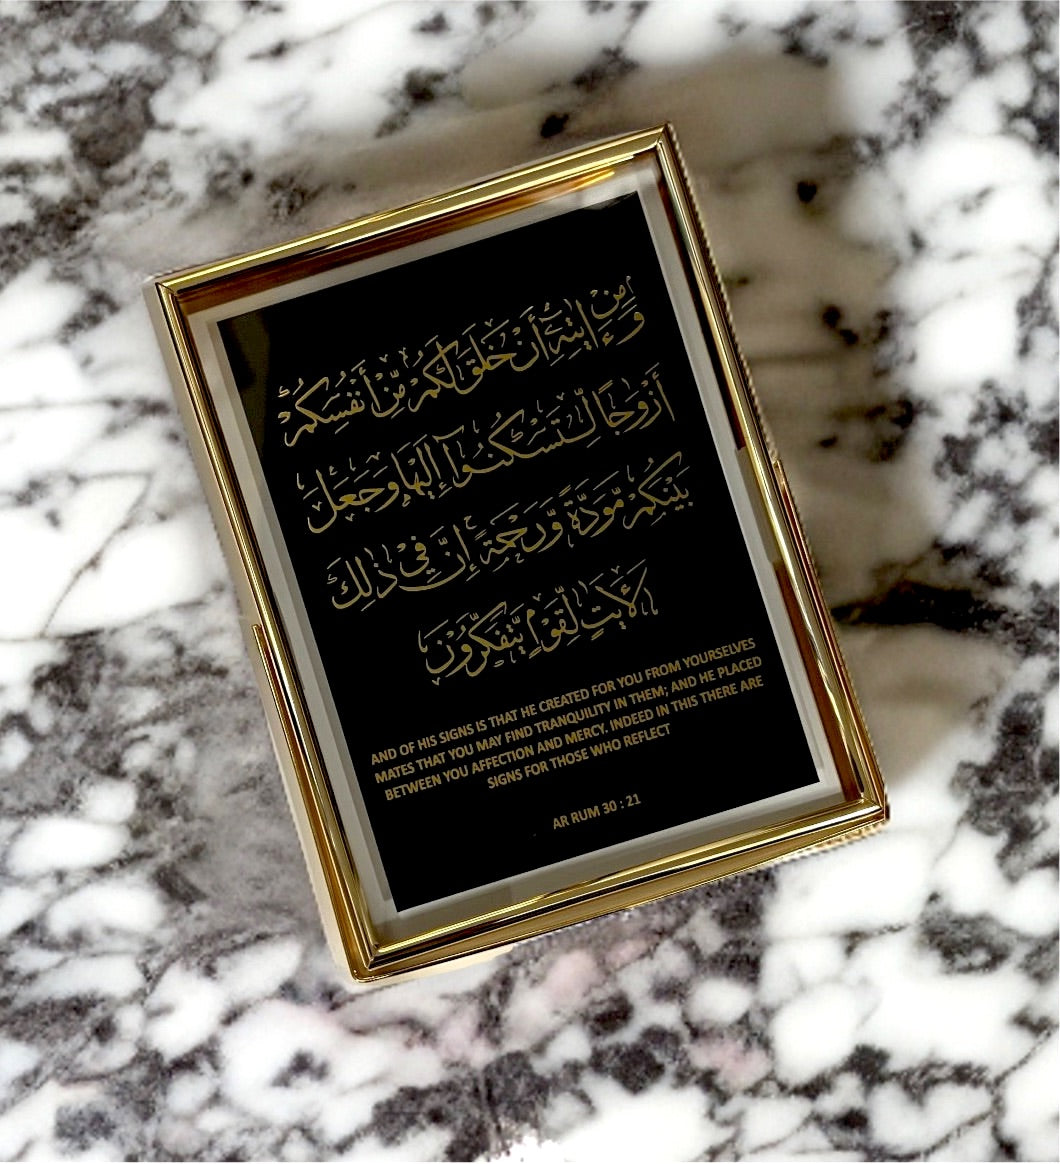 وَمِنْ ءَايَٰتِهِۦٓ أَنْ خَلَقَ لَكُم مِّنْ أَنفُسِكُمْ
أَزْوَٰجًا لِّتَسْكُنُوٓا۟ إِلَيْهَا وَجَعَلَ
بَيْنَكُم مَّوَدَّةً وَرَحْمَةً إِنَّ فِى ذَٰلِكَ
لَءَايَٰتٍ لِّقَوْمٍ يَتَفَكَّرُونَ
AND OF HIS SIGNS IS THAT HE CREATED FOR YOU FROM YOURSELVES
MATES THAT YOU MAY FIND TRANQUILITY IN THEM; AND HE PLACED
BETWEEN YOU AFFECTION AND MERCY. INDEED IN THIS THERE ARE
SIGNS FOR THOSE WHO REFLECT
AR RUM 30 : 21